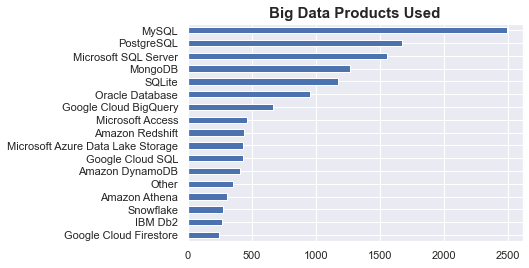 Big Data Products Used
MySQL
PostgreSQL
Microsoft SQL Server
MongoDB
SQLite
Oracle Database
Google Cloud BigQuery
Microsoft Access
Amazon Redshift
Microsoft Azure Data Lake Storage
Google Cloud SQL
Amazon DynamoDB
Other
Amazon Athena
Snowflake
IBM Db2
Google Cloud Firestore
0 500 1000 1500 2000 2500